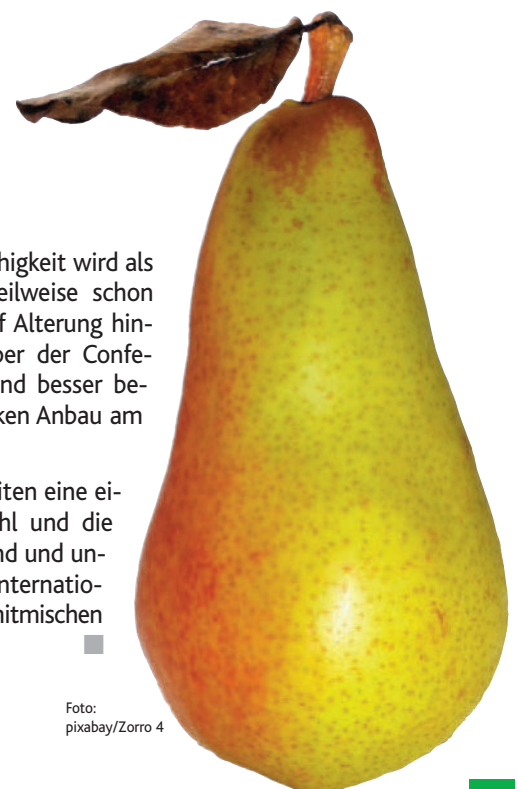 higkeit wird als
eilweise schon
f Alterung hin-
ber der Confe-
nd besser be-
ken Anbau am
iten eine ei-
hl und die
nd und un-
nternatio-
nitmischen
Foto:
pixabay/Zorro 4